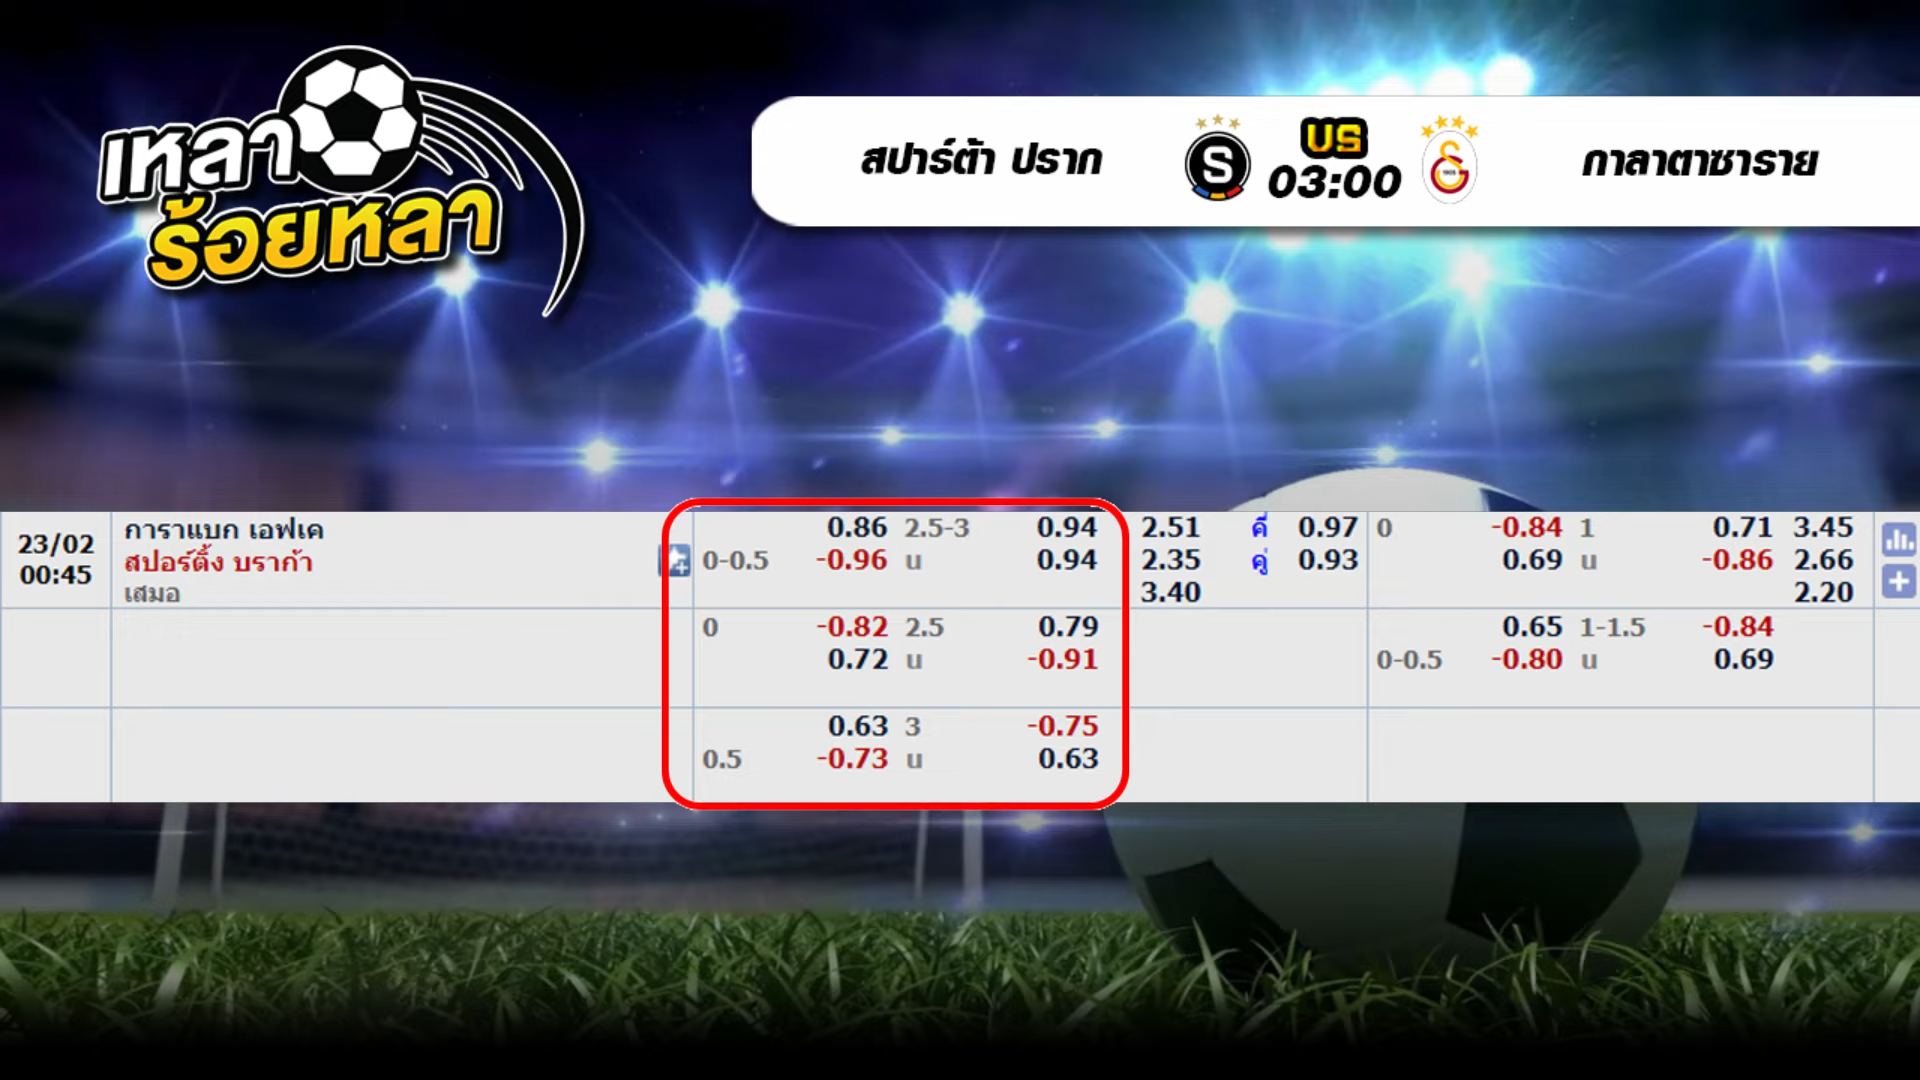 เหลา
ร้อยหลา
สปาร์ต้า ปราก
S
VS
03:00
1905
กาลาตาซาราย
23/02
00:45
การาแบก เอฟเค
สปอร์ติ้ง บราก้า
เสมอ
0.86 2.5-3 0.94 2.51 คี่ 0.97 0 -0.84 1 0.71 3.45
0-0.5 -0.96 u 0.94 2.35 คู่ 0.93 0.69 u -0.86 2.66
3.40 2.20
0 -0.82 2.5 0.79 0.65 1-1.5 -0.84
0.72 u -0.91 0-0.5 -0.80 u 0.69
0.63 3 -0.75
0.5 -0.73 u 0.63